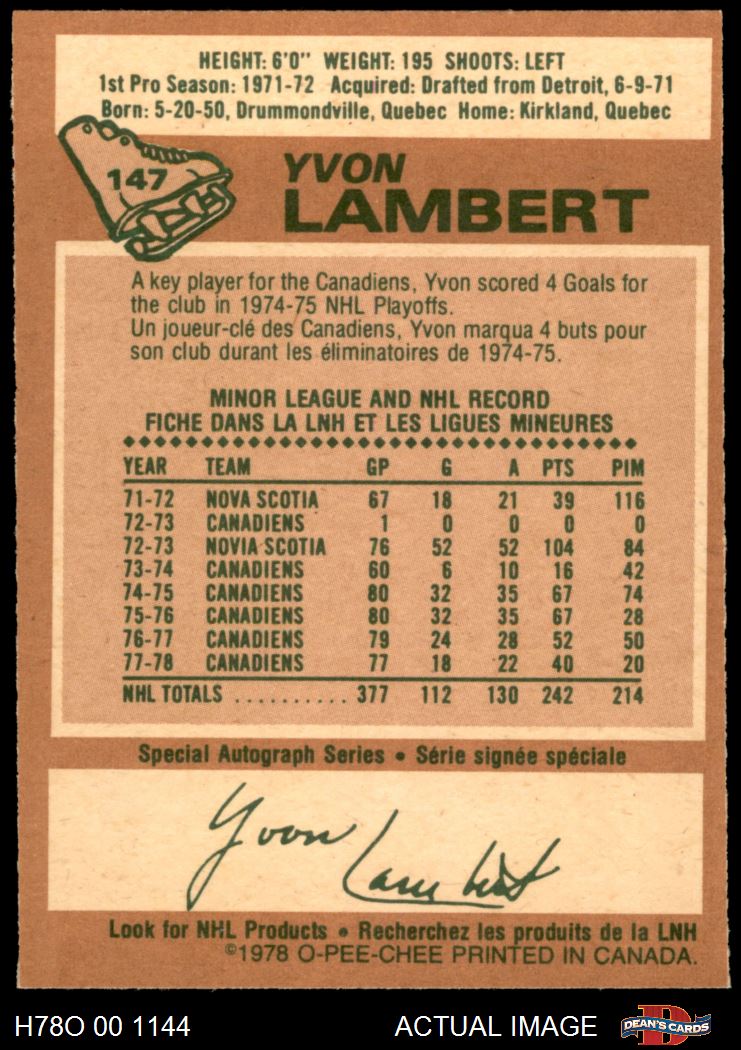 HEIGHT: 6'0" WEIGHT: 195 SHOOTS: LEFT
1st Pro Season: 1971-72 Acquired: Drafted from Detroit, 6-9-71
Born: 5-20-50, Drummondville, Quebec Home: Kirkland, Quebec
147
YVON
LAMBERT
A key player for the Canadiens, Yvon scored 4 Goals for
the club in 1974-75 NHL Playoffs.
Un joueur-clé des Canadiens, Yvon marqua 4 buts pour
son club durant les éliminatoires de 1974-75.
MINOR LEAGUE AND NHL RECORD
FICHE DANS LA LNH ET LES LIGUES MINEURES
YEAR TEAM GP G A PTS PIM
71-72 NOVA SCOTIA 67 18 21 39 116
72-73 CANADIENS 1 0 0 0 0
72-73 NOVIA SCOTIA 76 52 52 104 84
73-74 CANADIENS 60 6 10 16 42
74-75 CANADIENS 80 32 35 67 74
75-76 CANADIENS 80 32 35 67 28
76-77 CANADIENS 79 24 28 52 50
77-78 CANADIENS 77 18 22 40 20
NHL TOTALS .......... 377 112 130 242 214
Special Autograph Series • Série signée spéciale
Yvon Lambert
Look for NHL Products • Recherchez les produits de la LNH
©1978 O-PEE-CHEE PRINTED IN CANADA.
H78O 00 1144 ACTUAL IMAGE D DEAN'S CARDS